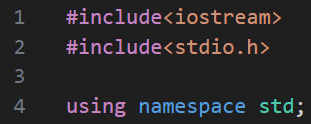 1 #include<iostream>
2 #include<stdio.h>
3
4 using namespace std;